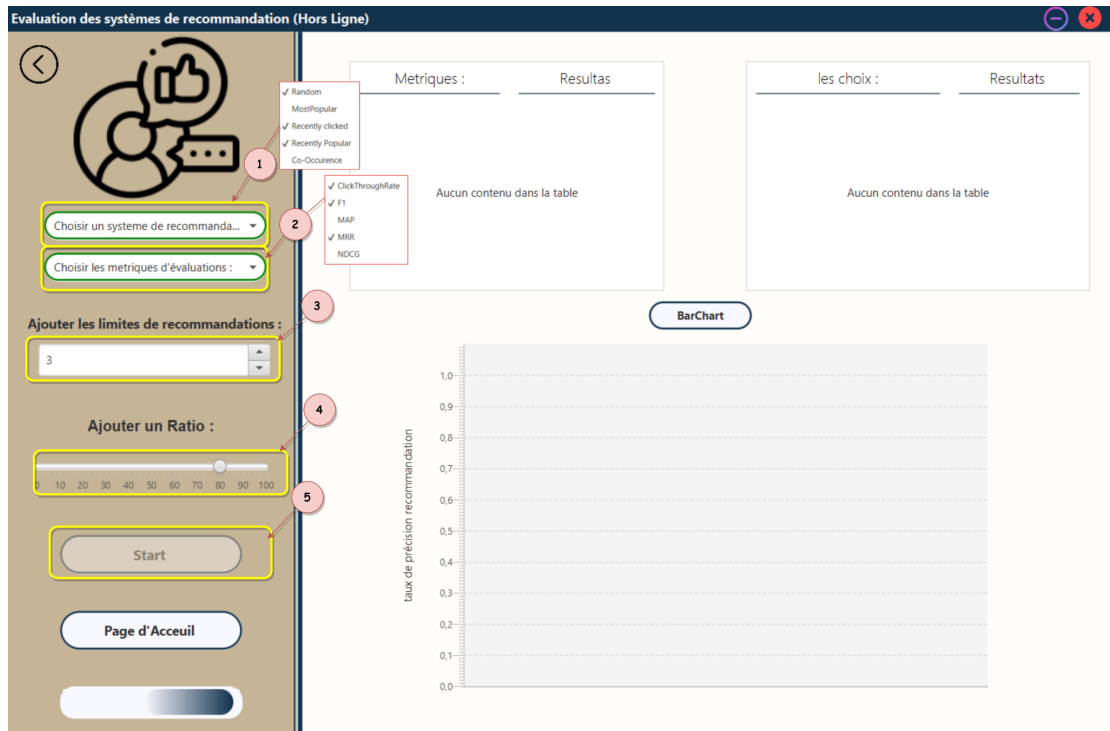 Evaluation des systèmes de recommandation (Hors Ligne)
Metriques :
Resultas
les choix :
Resultats
✓ Random
MostPopular
✓ Recently clicked
✓ Recently Popular
Co-Occurence
1
✓ ClickThroughRate
✓ F1
MAP
✓ MRR
NDCG
2
Aucun contenu dans la table
Aucun contenu dans la table
Choisir un systeme de recommanda...
Choisir les metriques d'évaluations :
3
Ajouter les limites de recommandations :
3
BarChart
4
Ajouter un Ratio :
0 10 20 30 40 50 60 70 80 90 100
5
Start
Page d'Acceuil
taux de précision recommandation
1,0
0,9
0,8
0,7
0,6
0,5
0,4
0,3
0,2
0,1
0,0